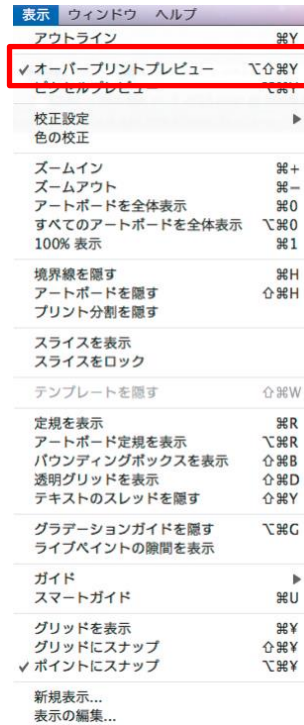 表示 ウィンドウ ヘルプ
アウトライン ⌘Y
✓ オーバープリントプレビュー ⌥⇧⌘Y
ピクセルプレビュー ⌥⌘Y
校正設定 ▶
色の校正
ズームイン ⌘+
ズームアウト ⌘−
アートボードを全体表示 ⌘0
すべてのアートボードを全体表示 ⌥⌘0
100% 表示 ⌘1
境界線を隠す ⌘H
アートボードを隠す ⇧⌘H
プリント分割を隠す
スライスを表示
スライスをロック
テンプレートを隠す ⇧⌘W
定規を表示 ⌘R
アートボード定規を表示 ⌥⌘R
バウンディングボックスを表示 ⇧⌘B
透明グリッドを表示 ⇧⌘D
テキストのスレッドを隠す ⇧⌘Y
グラデーションガイドを隠す ⌥⌘G
ライブペイントの隙間を表示
ガイド ▶
スマートガイド ⌘U
グリッドを表示 ⌘¥
グリッドにスナップ ⇧⌘¥
✓ ポイントにスナップ ⌥⌘¥
新規表示...
表示の編集...